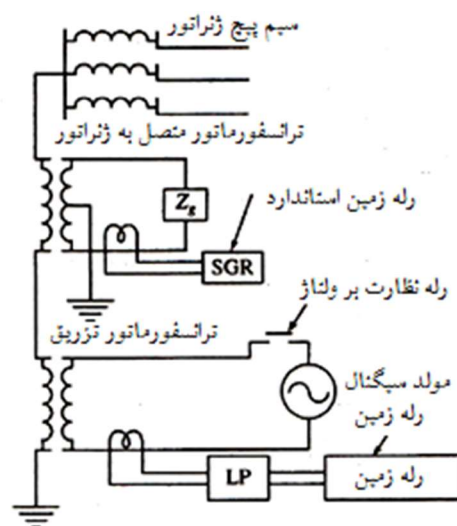 سیم پیچ ژنراتور
ترانسفورماتور متصل به ژنراتور
Zg
رله زمین استاندارد
SGR
رله نظارت بر ولتاژ
ترانسفورماتور تزریق
مولد سیگنال
رله زمین
LP
رله زمین